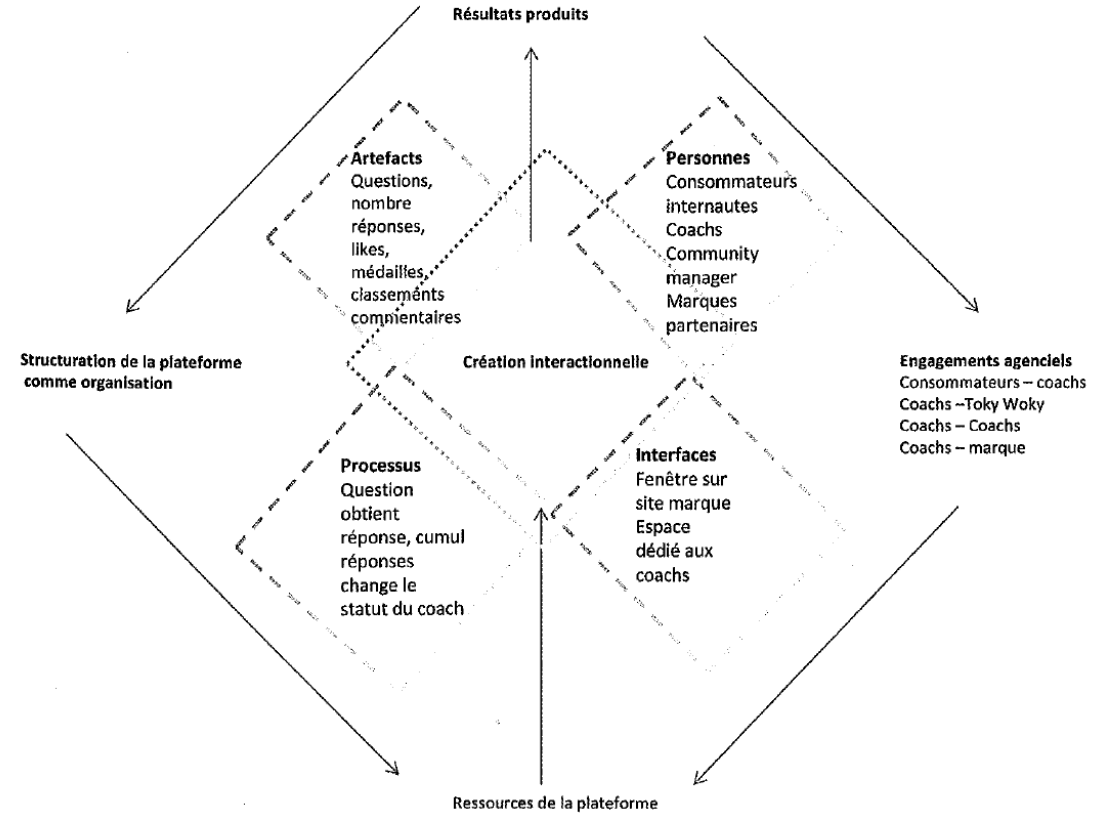 Résultats produits
Artefacts
Questions,
nombre
réponses,
likes,
médailles,
classements
commentaires
Personnes
Consommateurs
internautes
Coachs
Community
manager
Marques
partenaires
Structuration de la plateforme
comme organisation
Création interactionnelle
Engagements agenciels
Consommateurs – coachs
Coachs –Toky Woky
Coachs – Coachs
Coachs – marque
Processus
Question
obtient
réponse, cumul
réponses
change le
statut du coach
Interfaces
Fenêtre sur
site marque
Espace
dédié aux
coachs
Ressources de la plateforme